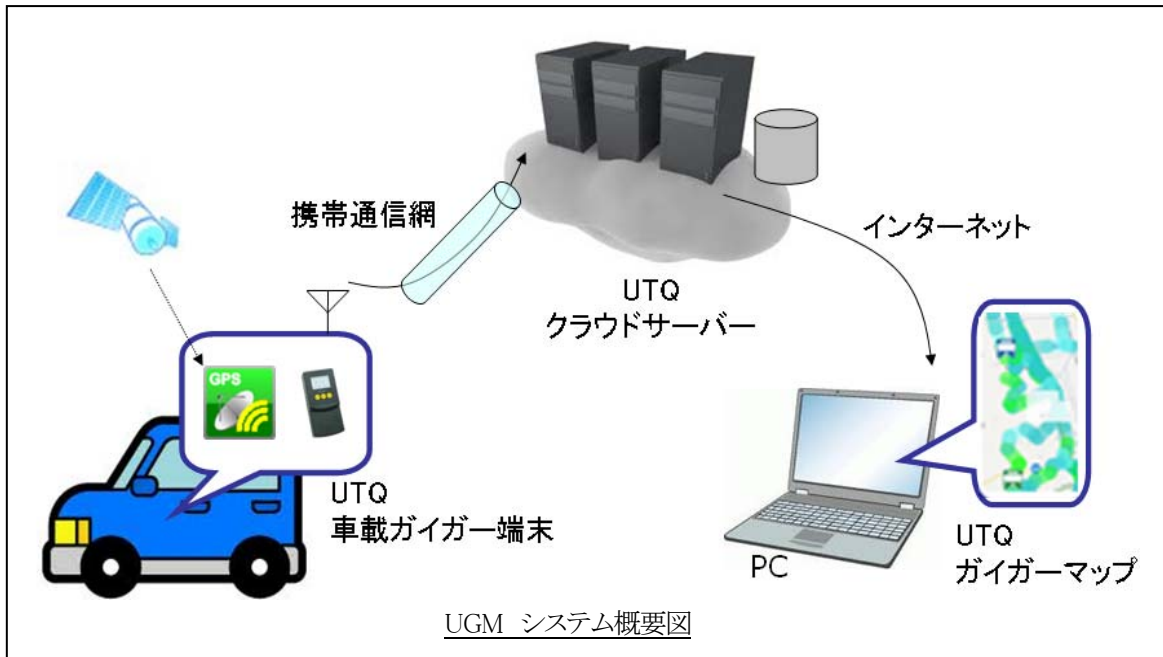 携帯通信網
インターネット
UTQ
クラウドサーバー
GPS
UTQ
車載ガイガー端末
PC
UTQ
ガイガーマップ
UGM システム概要図